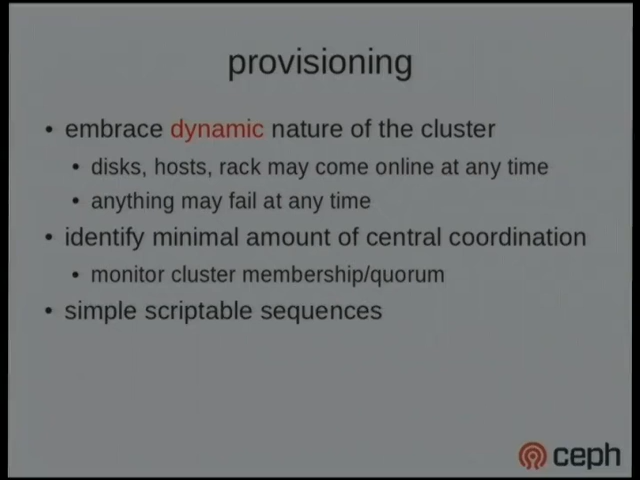 provisioning
• embrace dynamic nature of the cluster
• disks, hosts, rack may come online at any time
• anything may fail at any time
• identify minimal amount of central coordination
• monitor cluster membership/quorum
• simple scriptable sequences
ceph